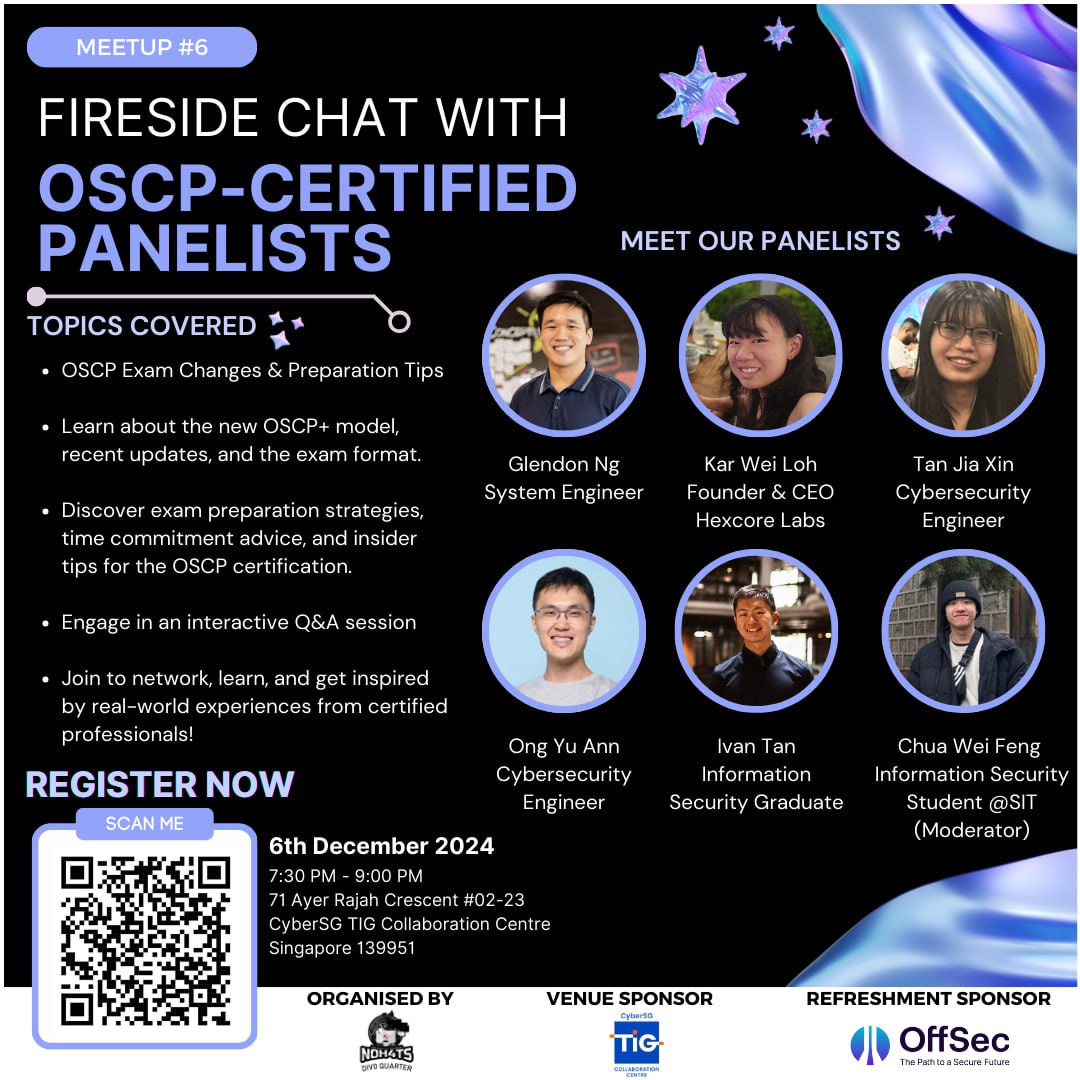 MEETUP #6
FIRESIDE CHAT WITH
OSCP-CERTIFIED
PANELISTS
TOPICS COVERED
• OSCP Exam Changes & Preparation Tips
• Learn about the new OSCP+ model,
recent updates, and the exam format.
• Discover exam preparation strategies,
time commitment advice, and insider
tips for the OSCP certification.
• Engage in an interactive Q&A session
• Join to network, learn, and get inspired
by real-world experiences from certified
professionals!
MEET OUR PANELISTS
Glendon Ng
System Engineer
Kar Wei Loh
Founder & CEO
Hexcore Labs
Tan Jia Xin
Cybersecurity
Engineer
Ong Yu Ann
Cybersecurity
Engineer
Ivan Tan
Information
Security Graduate
Chua Wei Feng
Information Security
Student @SIT
(Moderator)
REGISTER NOW
SCAN ME
6th December 2024
7:30 PM - 9:00 PM
71 Ayer Rajah Crescent #02-23
CyberSG TIG Collaboration Centre
Singapore 139951
ORGANISED BY
NOH4TS
DIV0 QUARTER
VENUE SPONSOR
CyberSG
TiG
COLLABORATION
CENTRE
REFRESHMENT SPONSOR
OffSec
The Path to a Secure Future